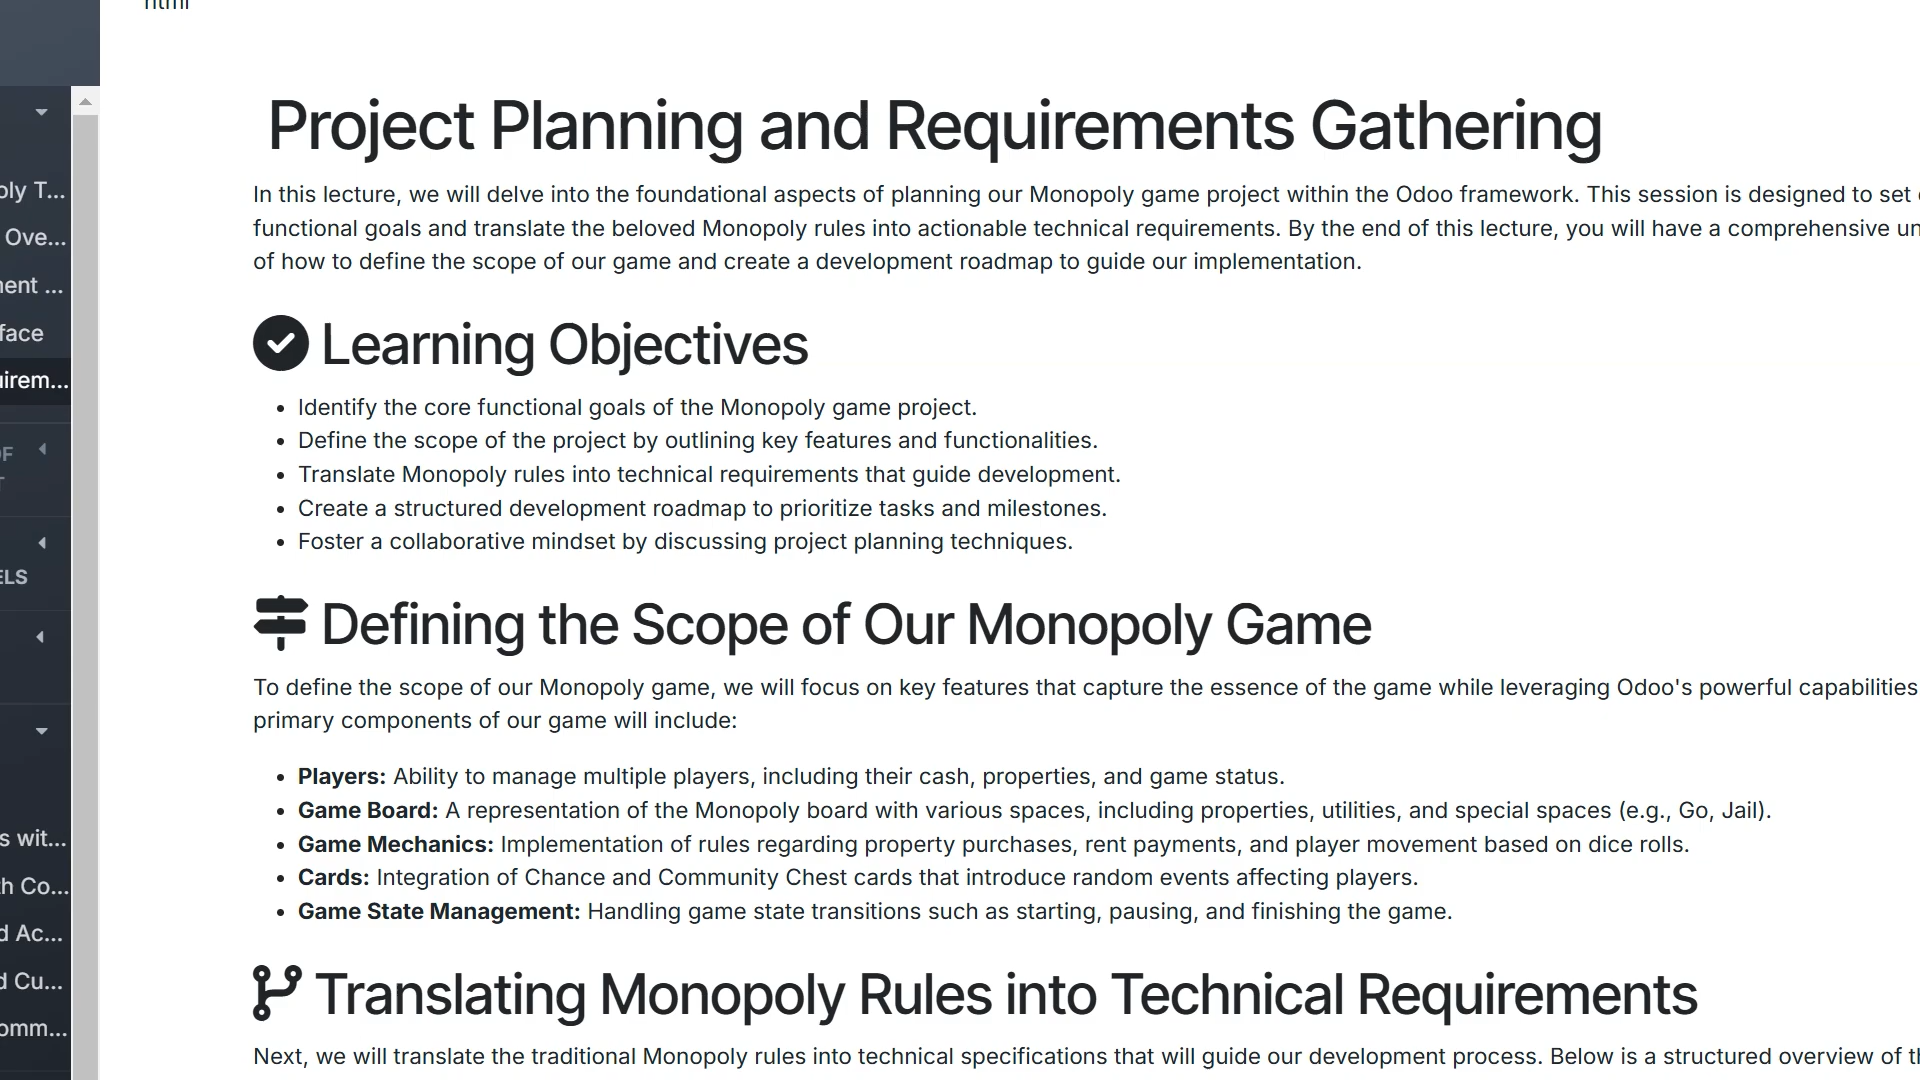 html
Project Planning and Requirements Gathering
In this lecture, we will delve into the foundational aspects of planning our Monopoly game project within the Odoo framework. This session is designed to set
functional goals and translate the beloved Monopoly rules into actionable technical requirements. By the end of this lecture, you will have a comprehensive un
of how to define the scope of our game and create a development roadmap to guide our implementation.
Learning Objectives
• Identify the core functional goals of the Monopoly game project.
• Define the scope of the project by outlining key features and functionalities.
• Translate Monopoly rules into technical requirements that guide development.
• Create a structured development roadmap to prioritize tasks and milestones.
• Foster a collaborative mindset by discussing project planning techniques.
Defining the Scope of Our Monopoly Game
To define the scope of our Monopoly game, we will focus on key features that capture the essence of the game while leveraging Odoo's powerful capabilities
primary components of our game will include:
• Players: Ability to manage multiple players, including their cash, properties, and game status.
• Game Board: A representation of the Monopoly board with various spaces, including properties, utilities, and special spaces (e.g., Go, Jail).
• Game Mechanics: Implementation of rules regarding property purchases, rent payments, and player movement based on dice rolls.
• Cards: Integration of Chance and Community Chest cards that introduce random events affecting players.
• Game State Management: Handling game state transitions such as starting, pausing, and finishing the game.
Translating Monopoly Rules into Technical Requirements
Next, we will translate the traditional Monopoly rules into technical specifications that will guide our development process. Below is a structured overview of
oly T...
Ove...
ent ...
face
uirem...
OF
T
ELS
s wit...
th Co...
d Ac...
d Cu...
omm...